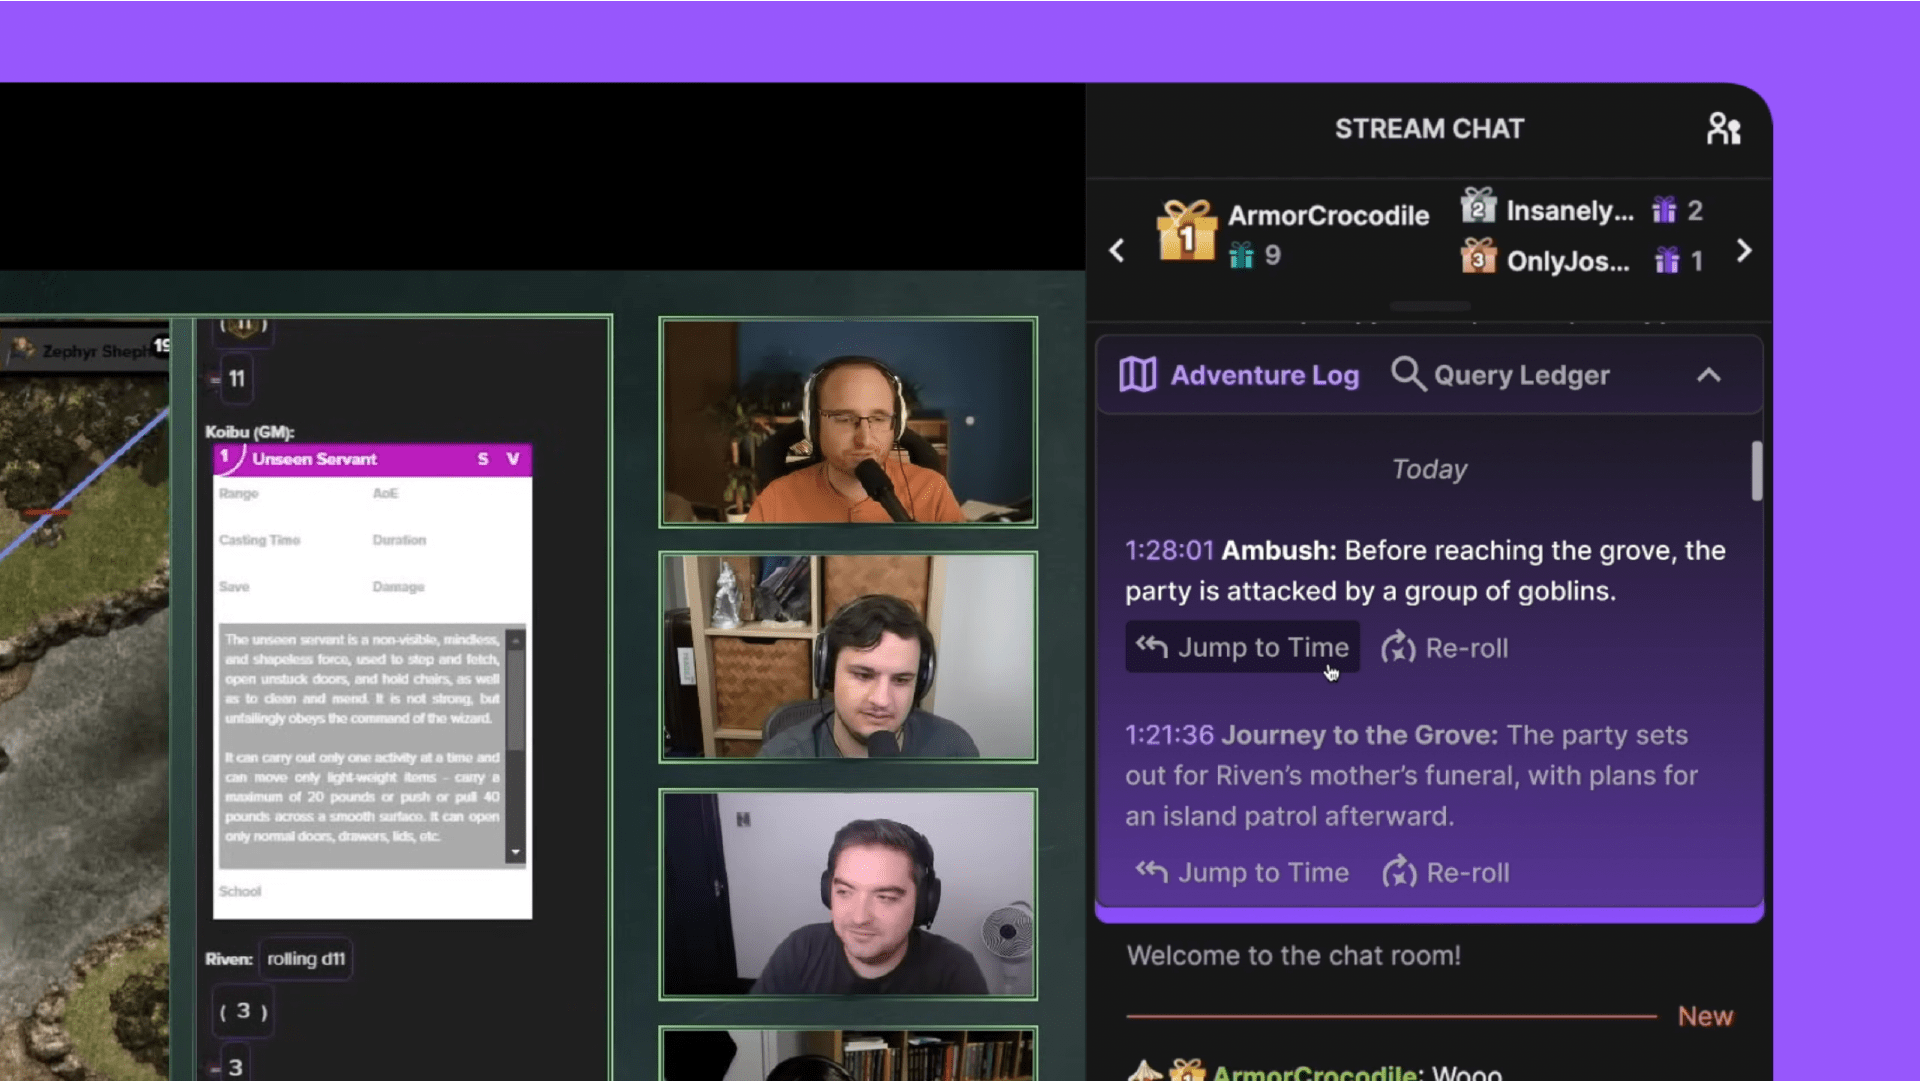 STREAM CHAT
1
ArmorCrocodile
9
2
Insanely...
2
3
OnlyJos...
1
Zephyr Sheph
19
( 11 )
= 11
Koibu (GM):
1 Unseen Servant S V
Range AoE
Casting Time Duration
Save Damage
The unseen servant is a non-visible, mindless,
and shapeless force, used to step and fetch,
open unstuck doors, and hold chairs, as well
as to clean and mend. It is not strong, but
unfailingly obeys the command of the wizard.
It can carry out only one activity at a time and
can move only light-weight items - carry a
maximum of 20 pounds or push or pull 40
pounds across a smooth surface. It can open
only normal doors, drawers, lids, etc.
School
Riven: rolling d11
( 3 )
= 3
Adventure Log Query Ledger
Today
1:28:01 Ambush: Before reaching the grove, the
party is attacked by a group of goblins.
Jump to Time Re-roll
1:21:36 Journey to the Grove: The party sets
out for Riven's mother's funeral, with plans for
an island patrol afterward.
Jump to Time Re-roll
Welcome to the chat room!
New
1 ArmorCrocodile: Wooo